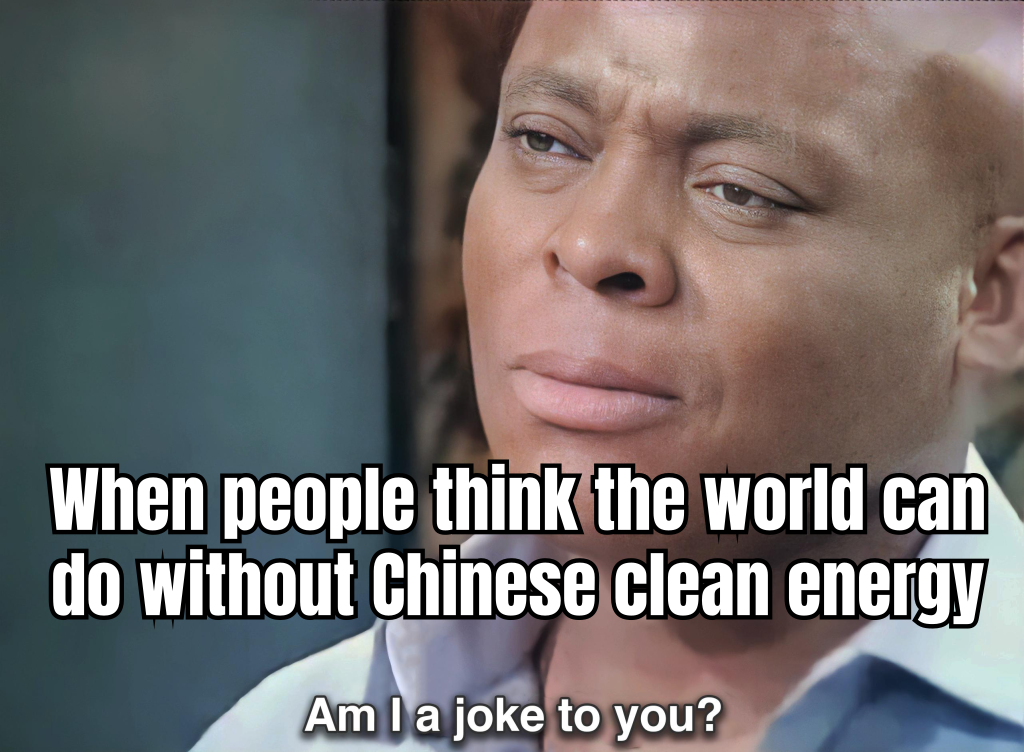 When people think the world can
do without Chinese clean energy
Am I a joke to you?